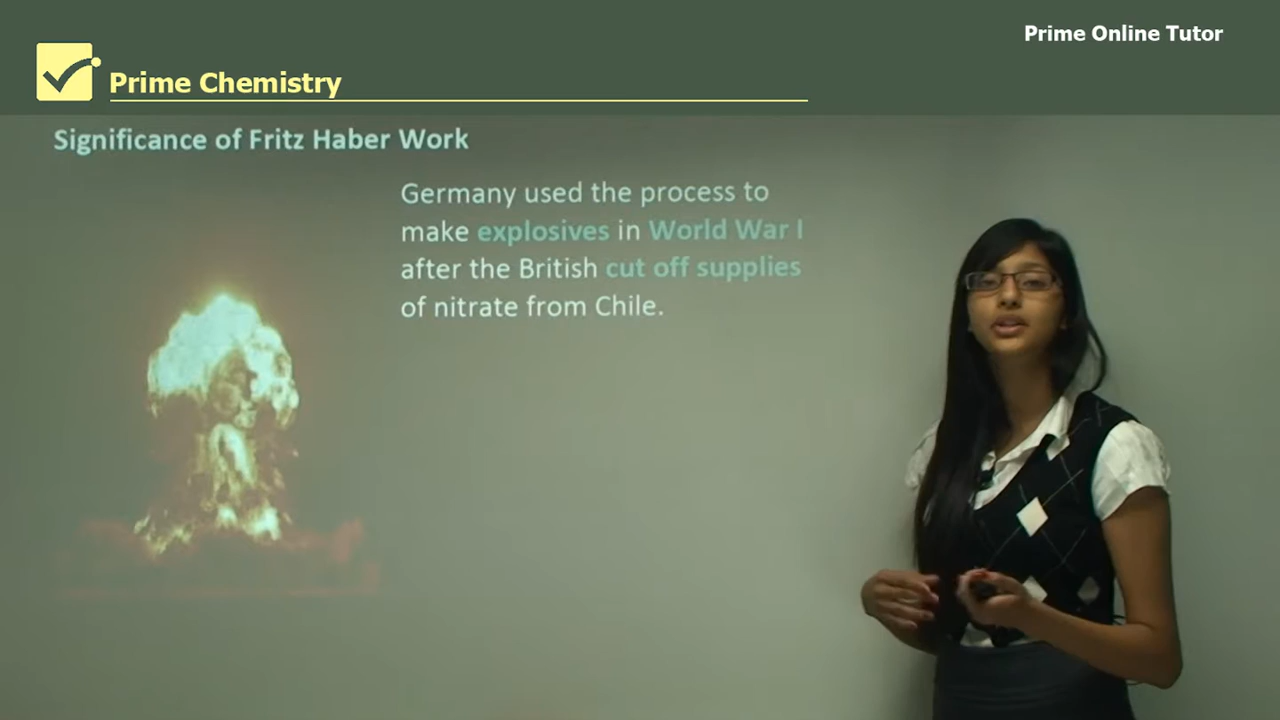 Prime Online Tutor
Prime Chemistry
Significance of Fritz Haber Work
Germany used the process to
make explosives in World War I
after the British cut off supplies
of nitrate from Chile.